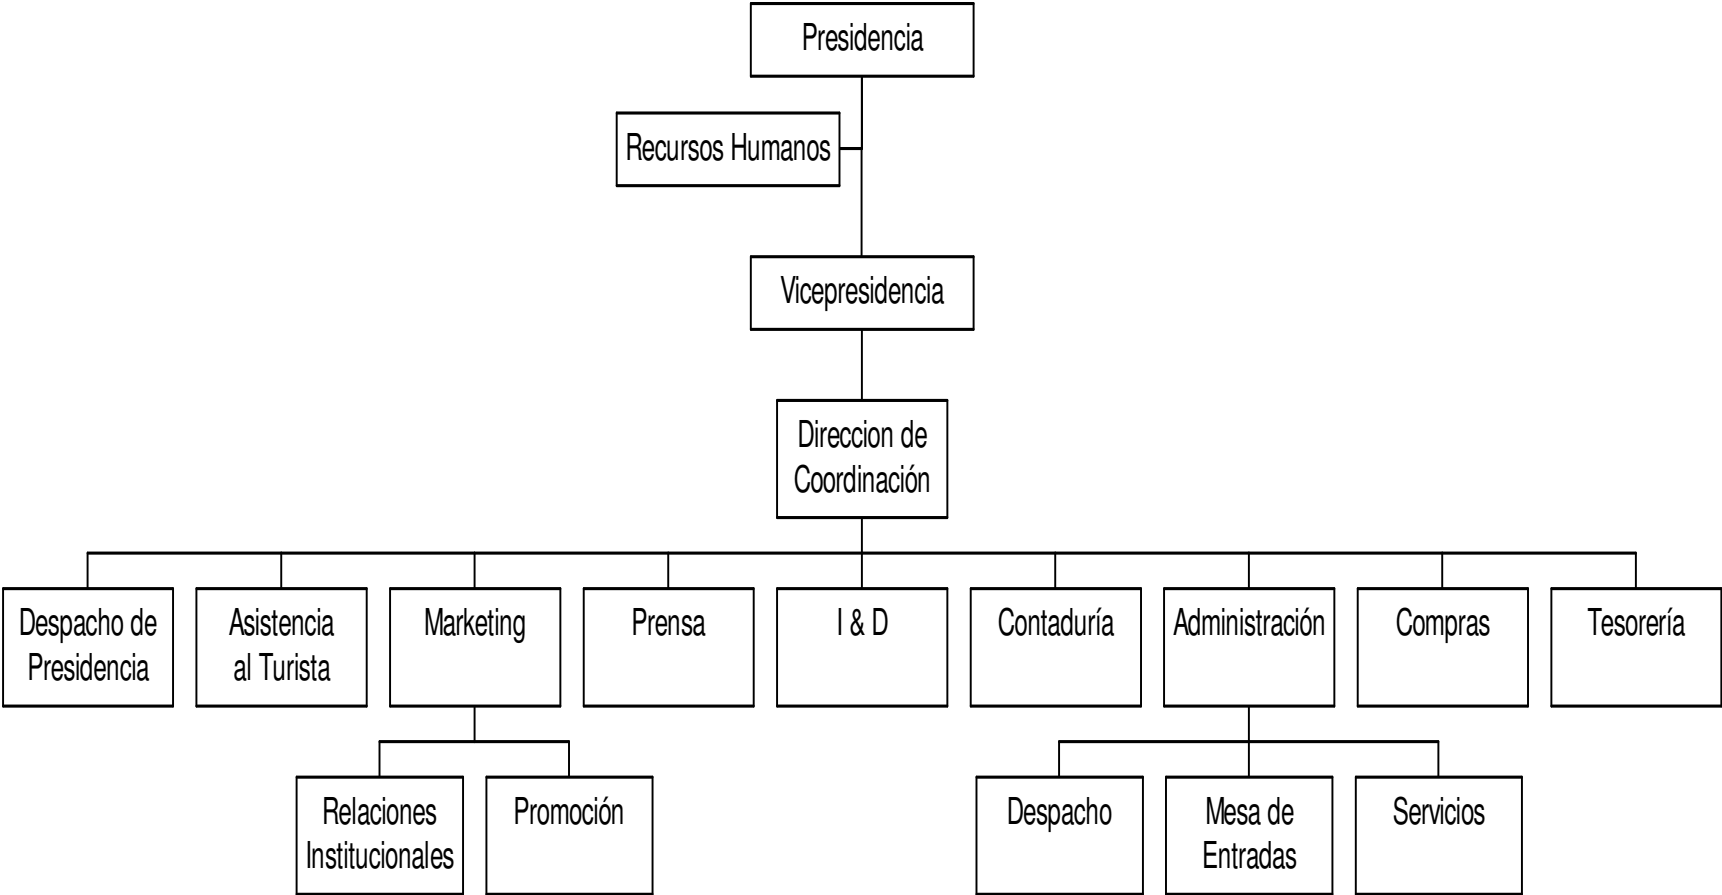 Presidencia
Recursos Humanos
Vicepresidencia
Direccion de
Coordinación
Despacho de
Presidencia
Asistencia
al Turista
Marketing
Prensa
I & D
Contaduría
Administración
Compras
Tesorería
Relaciones
Institucionales
Promoción
Despacho
Mesa de
Entradas
Servicios